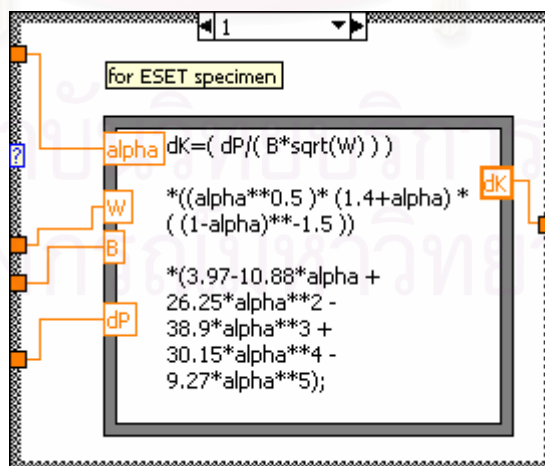 1
for ESET specimen
?
alpha
W
B
dP
dK=( dP/( B*sqrt(W) ) )
*((alpha**0.5 )* (1.4+alpha) *
( (1-alpha)**-1.5 ))
*(3.97-10.88*alpha +
26.25*alpha**2 -
38.9*alpha**3 +
30.15*alpha**4 -
9.27*alpha**5);
dK